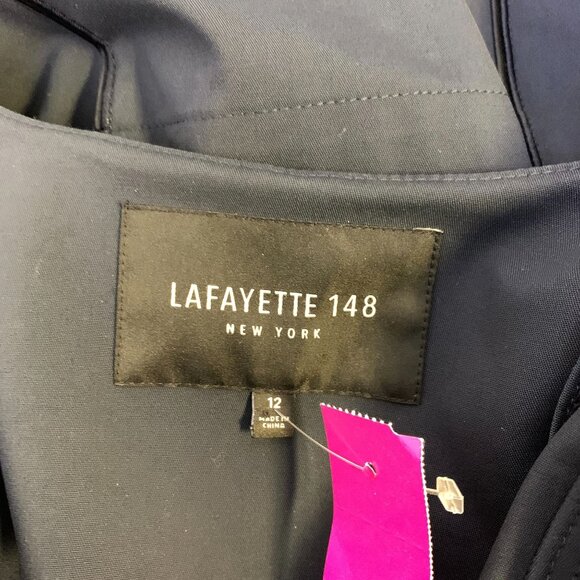 LAFAYETTE 148
NEW YORK
12
MADE IN
CHINA